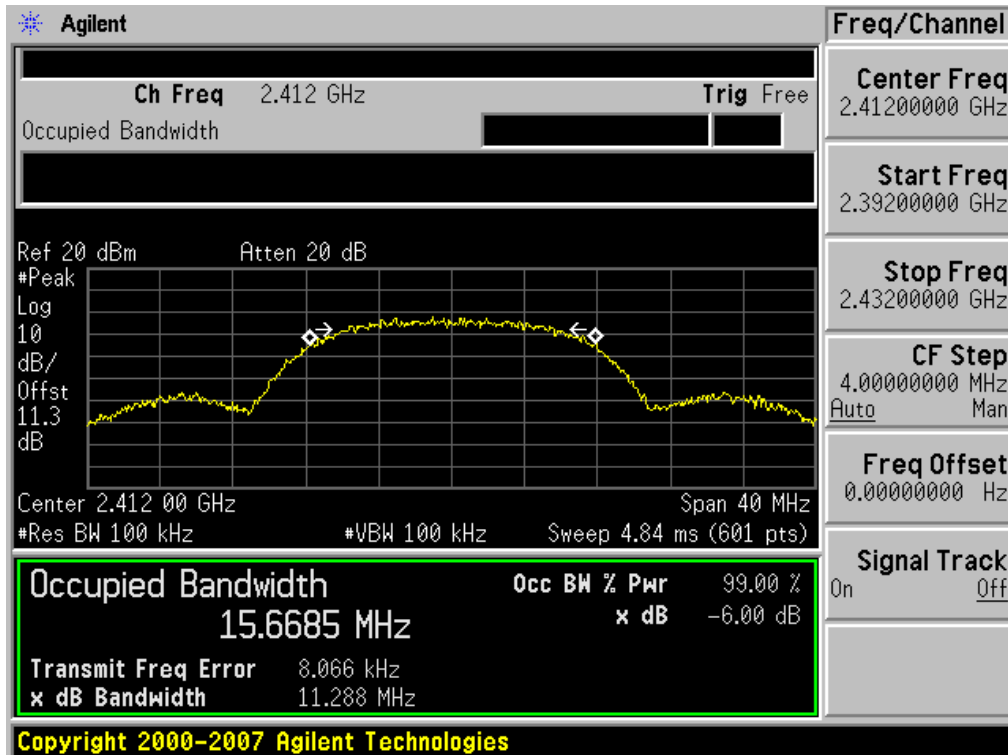 Agilent
Freq/Channel
Ch Freq 2.412 GHz Trig Free
Occupied Bandwidth
Center Freq
2.41200000 GHz
Start Freq
2.39200000 GHz
Stop Freq
2.43200000 GHz
CF Step
4.00000000 MHz
Auto Man
Freq Offset
0.00000000 Hz
Signal Track
On Off
Ref 20 dBm Atten 20 dB
#Peak
Log
10
dB/
Offst
11.3
dB
Center 2.412 00 GHz Span 40 MHz
#Res BW 100 kHz #VBW 100 kHz Sweep 4.84 ms (601 pts)
Occupied Bandwidth Occ BW % Pwr 99.00 %
15.6685 MHz x dB -6.00 dB
Transmit Freq Error 8.066 kHz
x dB Bandwidth 11.288 MHz
Copyright 2000-2007 Agilent Technologies